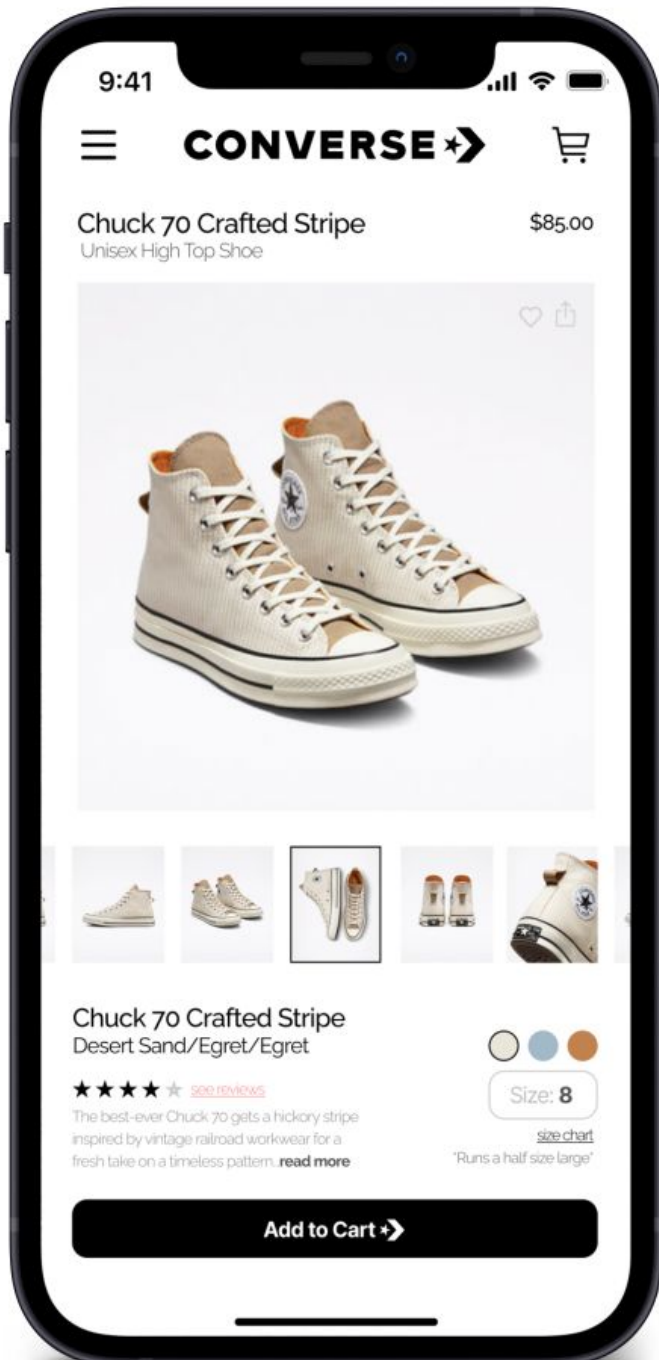 9:41
CONVERSE
Chuck 70 Crafted Stripe
$85.00
Unisex High Top Shoe
Chuck 70 Crafted Stripe
Desert Sand/Egret/Egret
see reviews
Size: 8
The best-ever Chuck 70 gets a hickory stripe
inspired by vintage railroad workwear for a
fresh take on a timeless pattern...read more
size chart
"Runs a half size large"
Add to Cart